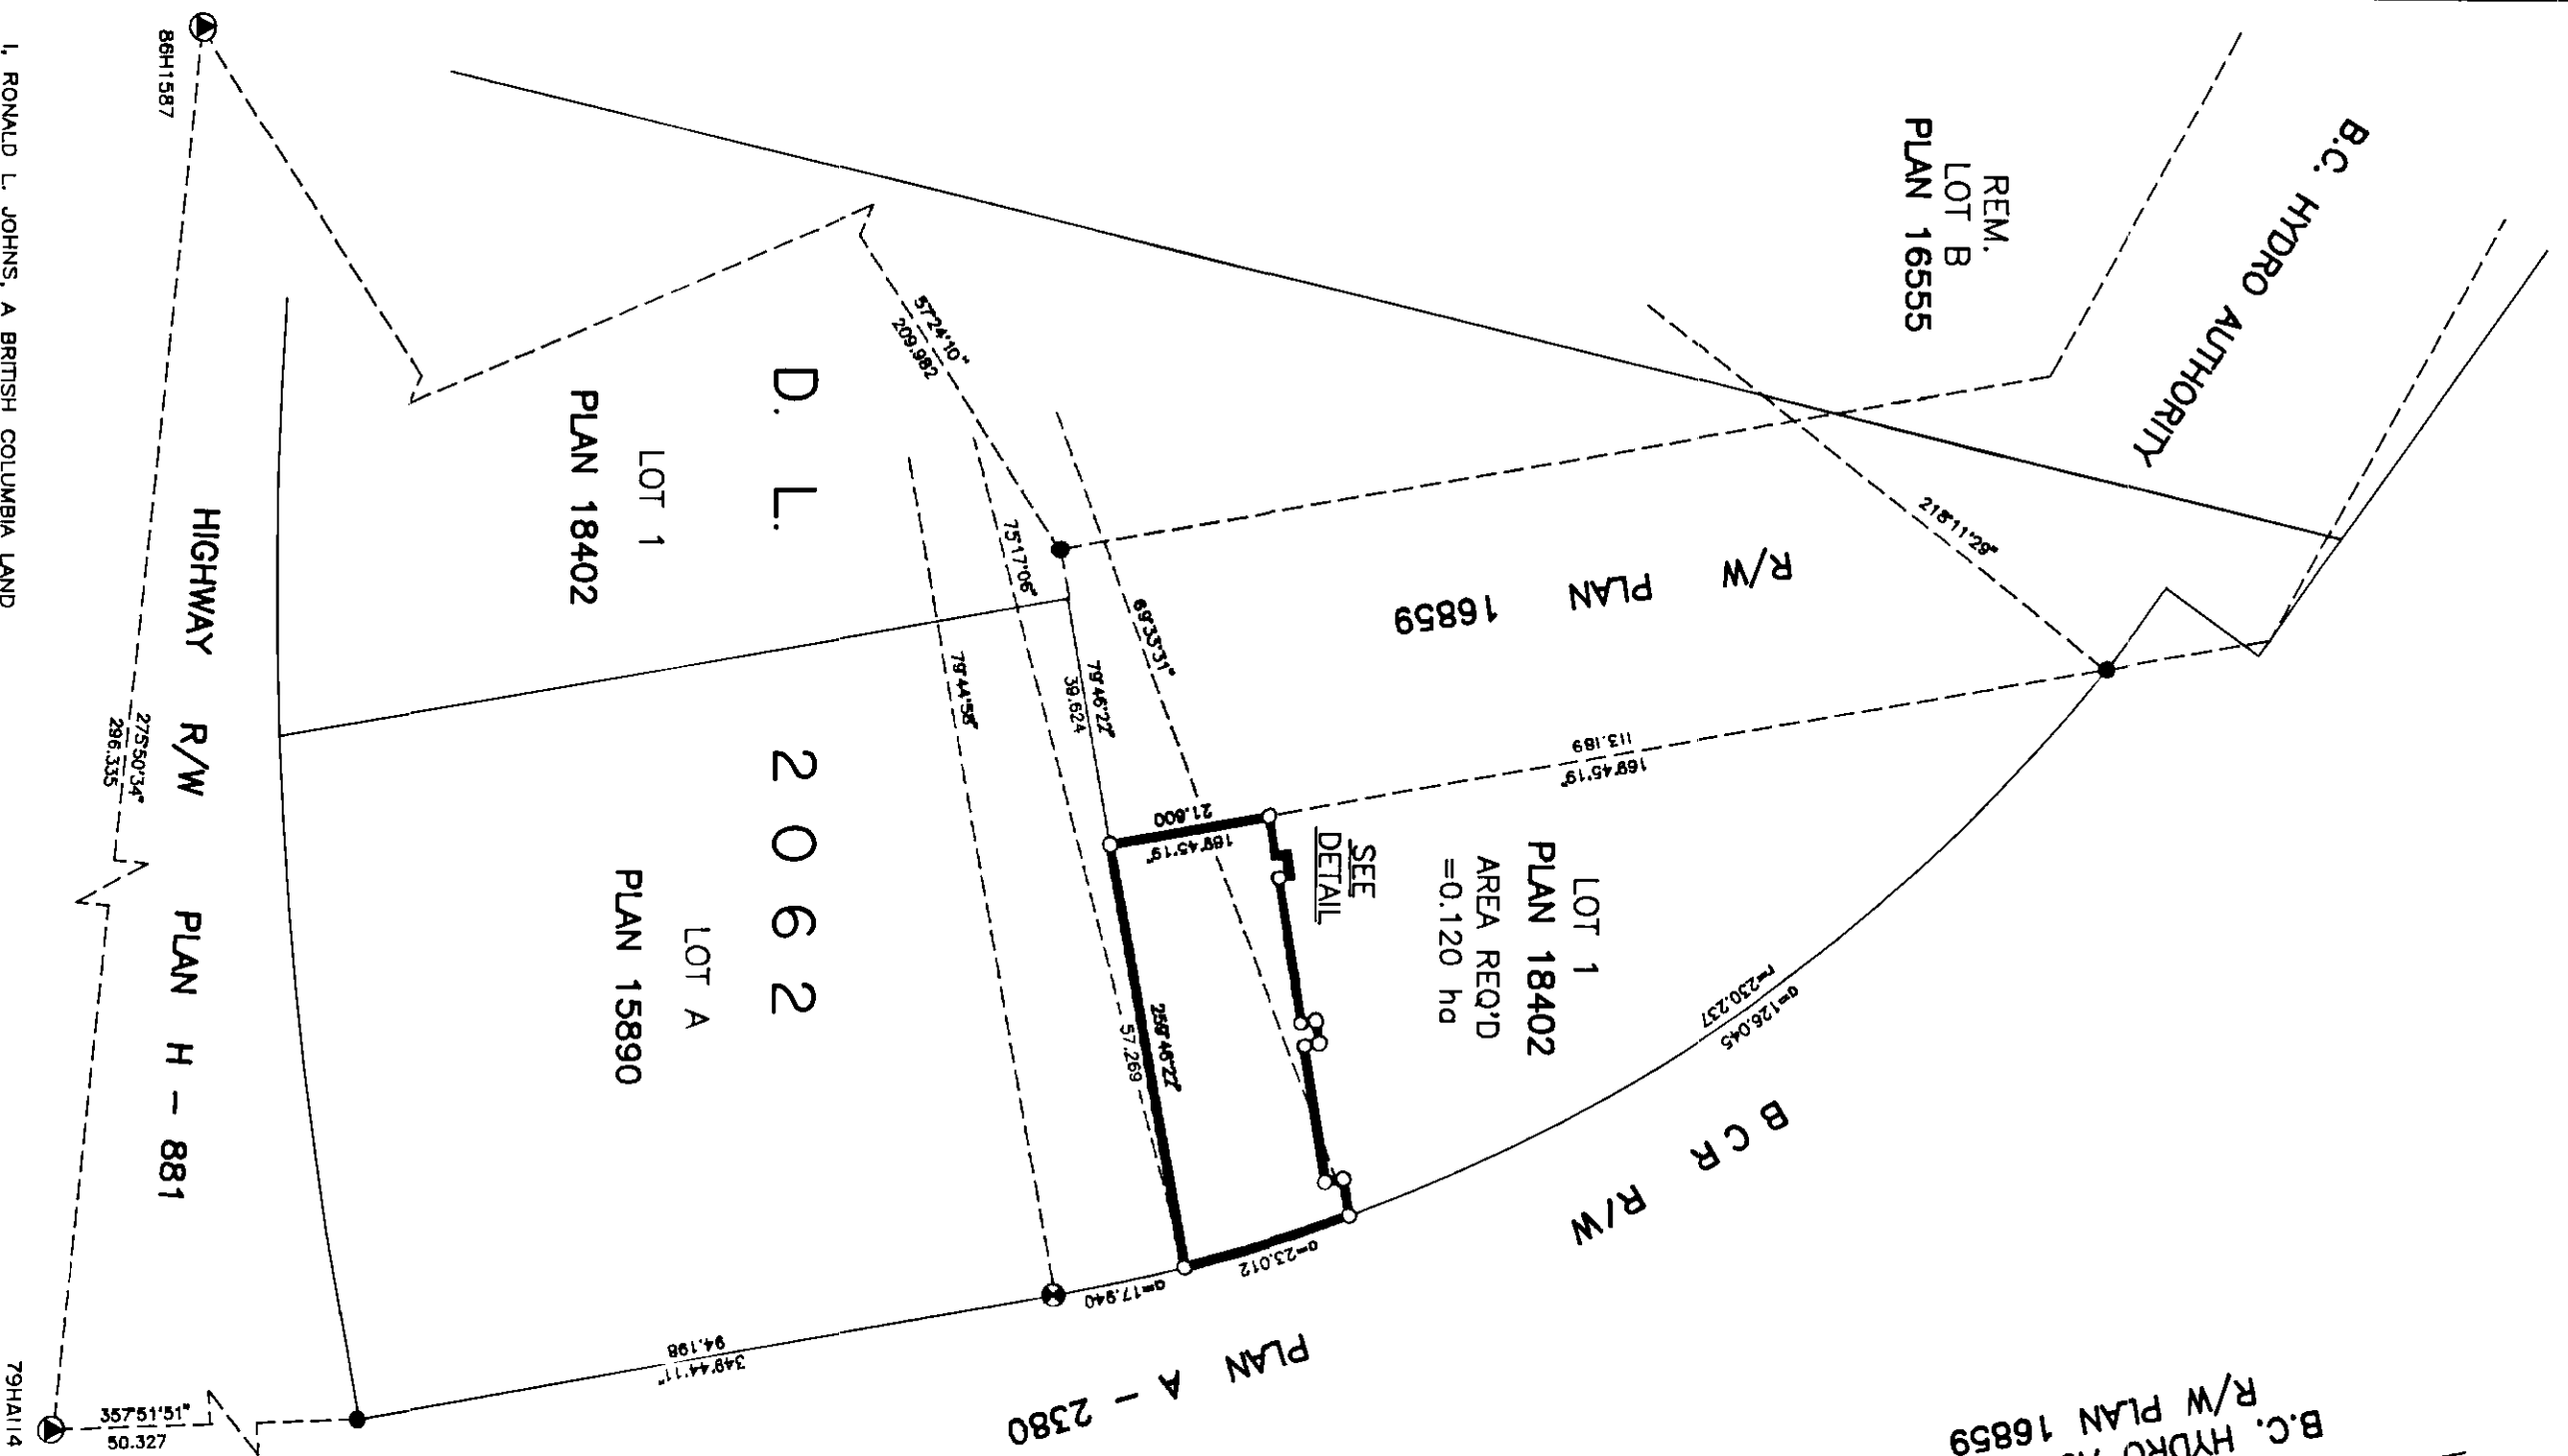 B.C. HYDRO AUTHORITY
REM.
LOT B
PLAN 16555
218°11'29"
R/W PLAN 16859
113.189
169°45'19"
LOT 1
PLAN 18402
AREA REQ'D
=0.120 ha
SEE
DETAIL
r=230.237
a=126.045
B C R R/W
PLAN A - 2380
57°24'10"
209.982
75°17'06"
69°33'31"
79°46'22"
39.624
79°44'58"
21.600
169°45'19"
259°46'22"
57.269
a=23.012
a=17.940
349°44'11"
94.198
D. L. 2062
LOT 1
PLAN 18402
LOT A
PLAN 15890
HIGHWAY R/W PLAN H - 881
275°50'34"
296.335
86H1587
79HA114
357°51'51"
50.327
I, RONALD L. JOHNS, A BRITISH COLUMBIA LAND
B.C. HYDRO
R/W PLAN 16859